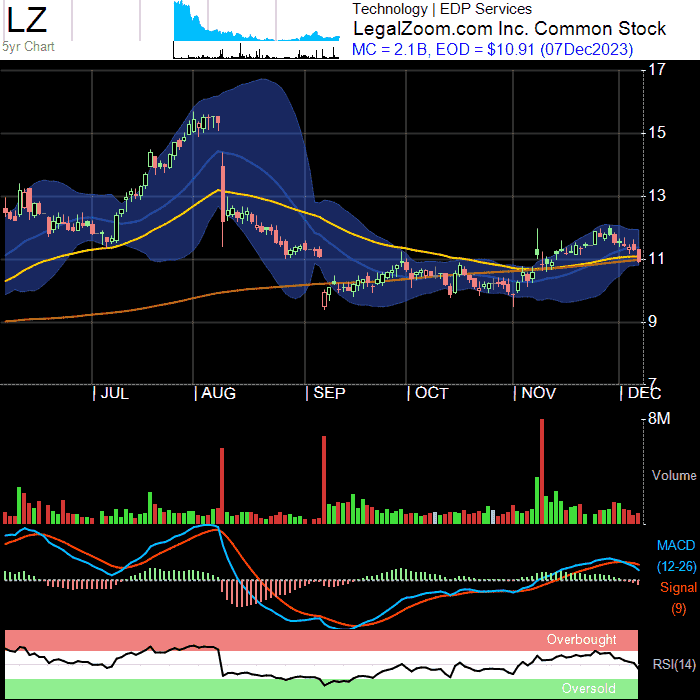 LZ
5yr Chart
Technology | EDP Services
LegalZoom.com Inc. Common Stock
MC = 2.1B, EOD = $10.91 (07Dec2023)
17
15
13
11
9
7
| JUL | AUG | SEP | OCT | NOV | DEC
8M
Volume
MACD
(12-26)
Signal
(9)
Overbought
RSI(14)
Oversold